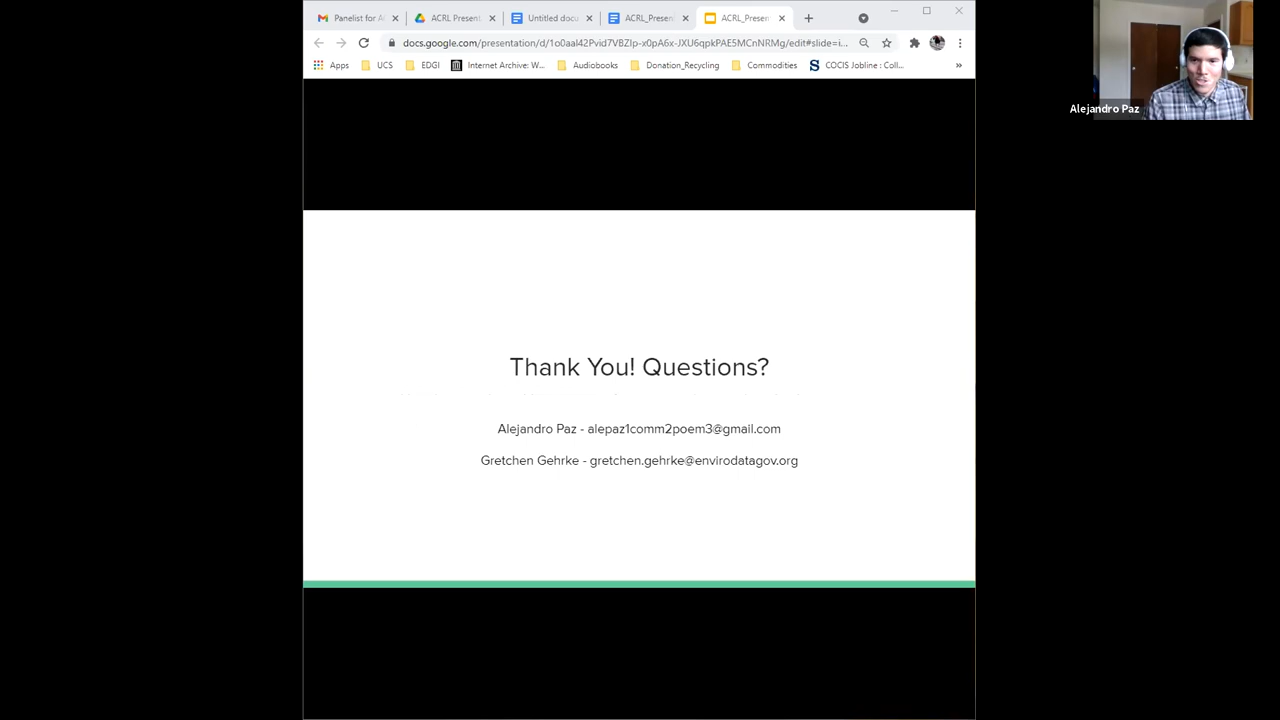 Panelist for A
ACRL Present
Untitled docu
ACRL_Presen
ACRL_Presen
docs.google.com/presentation/d/1o0aal42Pvid7VBZlp-x0pA6x-JXU6qpkPAE5MCnNRMg/edit#slide=i...
Apps
UCS
EDGI
Internet Archive: W...
Audiobooks
Donation_Recycling
Commodities
COCIS Jobline : Coll...
»
Alejandro Paz
Thank You! Questions?
Alejandro Paz - alepaz1comm2poem3@gmail.com
Gretchen Gehrke - gretchen.gehrke@envirodatagov.org